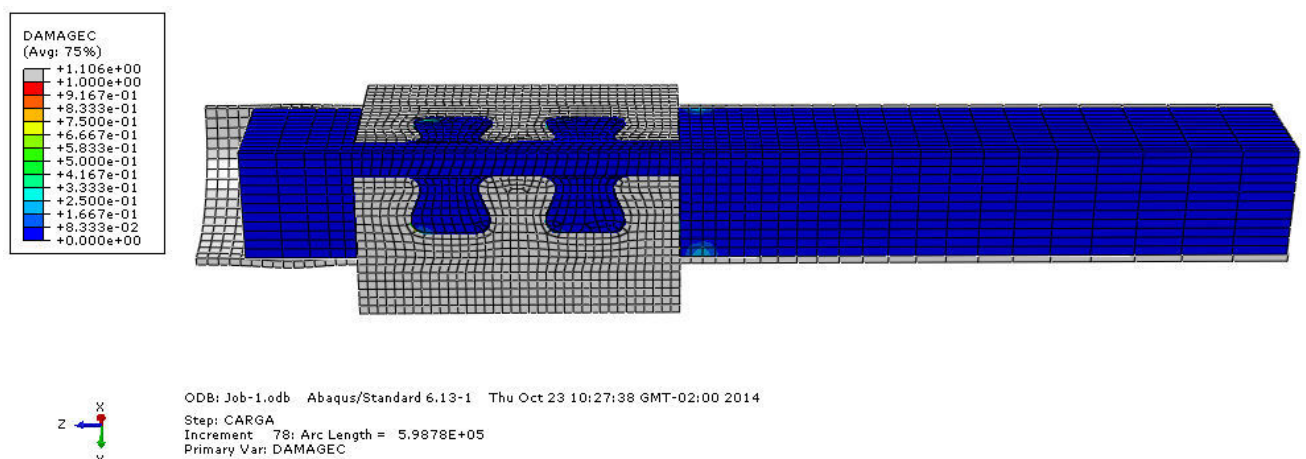 DAMAGEC
(Avg: 75%)
+1.106e+00
+1.000e+00
+9.167e-01
+8.333e-01
+7.500e-01
+6.667e-01
+5.833e-01
+5.000e-01
+4.167e-01
+3.333e-01
+2.500e-01
+1.667e-01
+8.333e-02
+0.000e+00
X
Z
Y
ODB: Job-1.odb Abaqus/Standard 6.13-1 Thu Oct 23 10:27:38 GMT-02:00 2014
Step: CARGA
Increment 78: Arc Length = 5.9878E+05
Primary Var: DAMAGEC